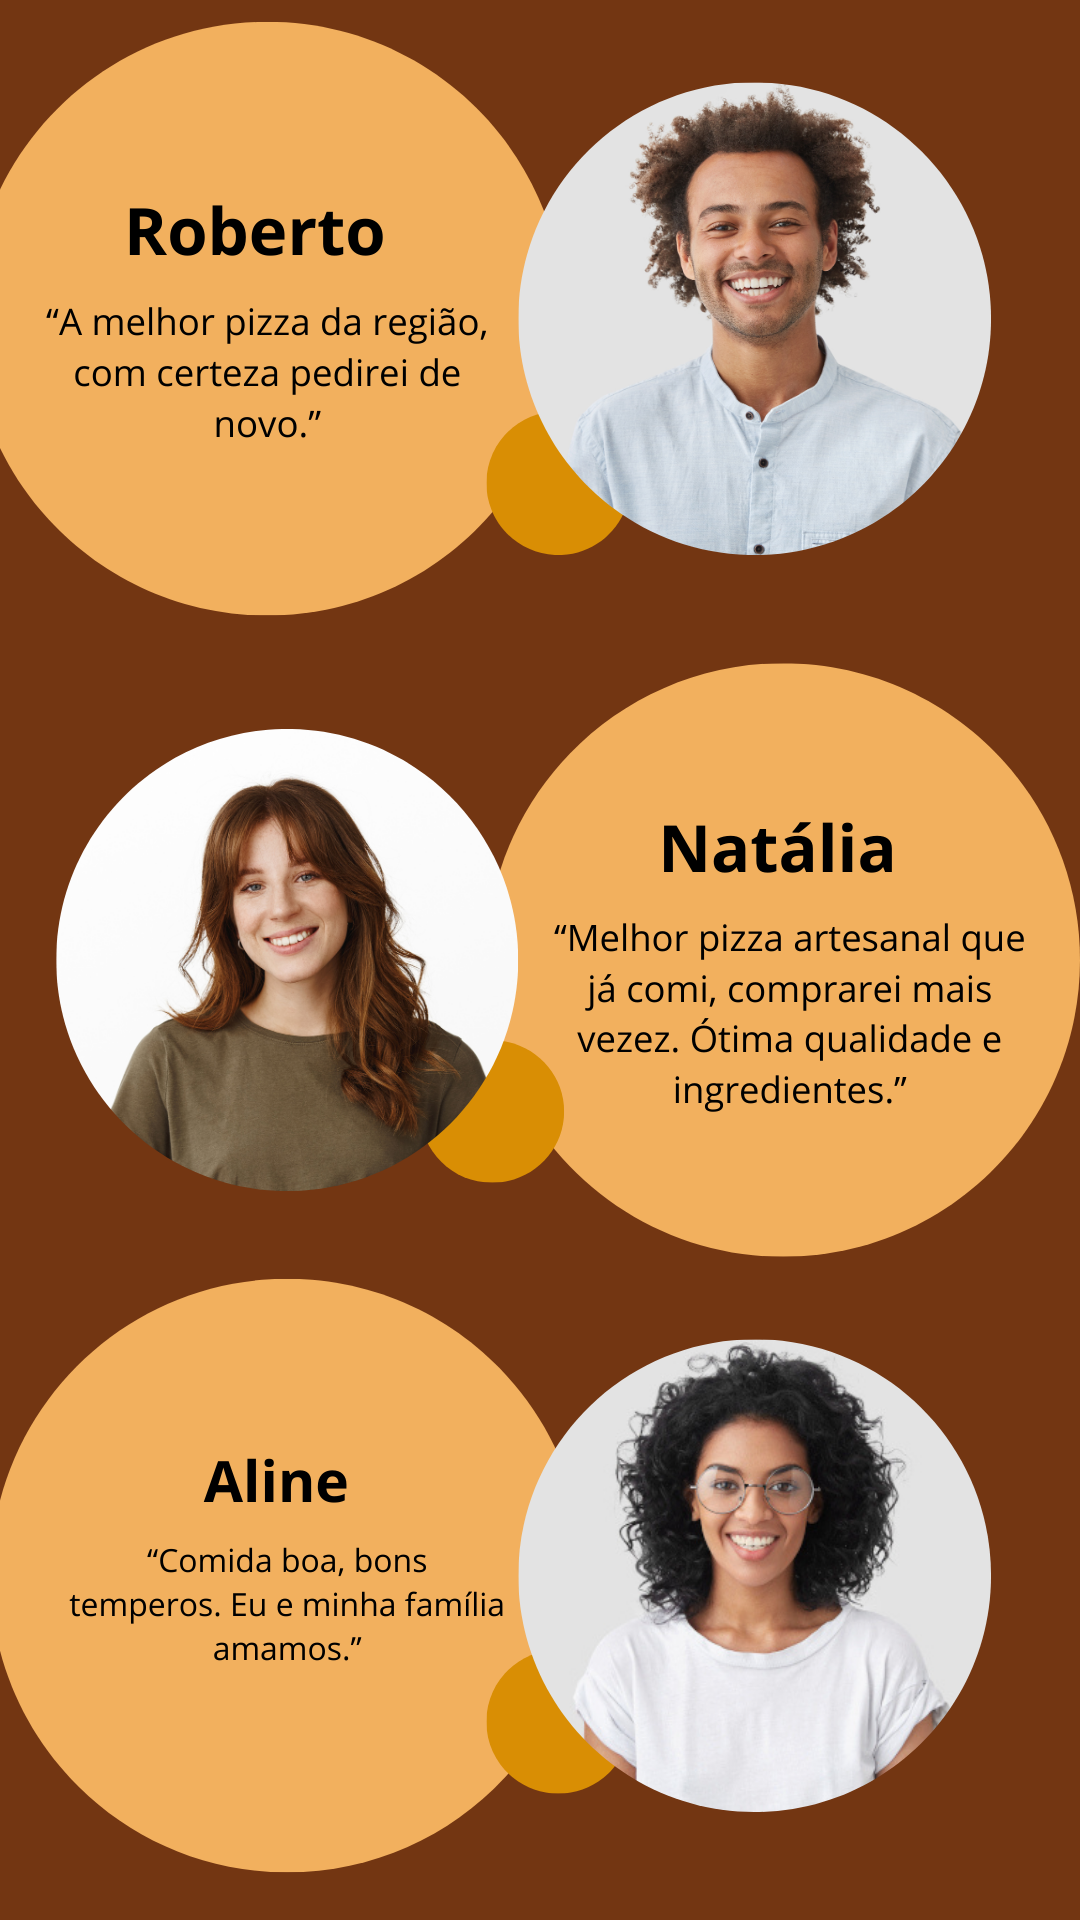 Roberto
“A melhor pizza da região,
com certeza pedirei de
novo.”
Natália
“Melhor pizza artesanal que
já comi, comprarei mais
vezez. Ótima qualidade e
ingredientes.”
Aline
“Comida boa, bons
temperos. Eu e minha família
amamos.”